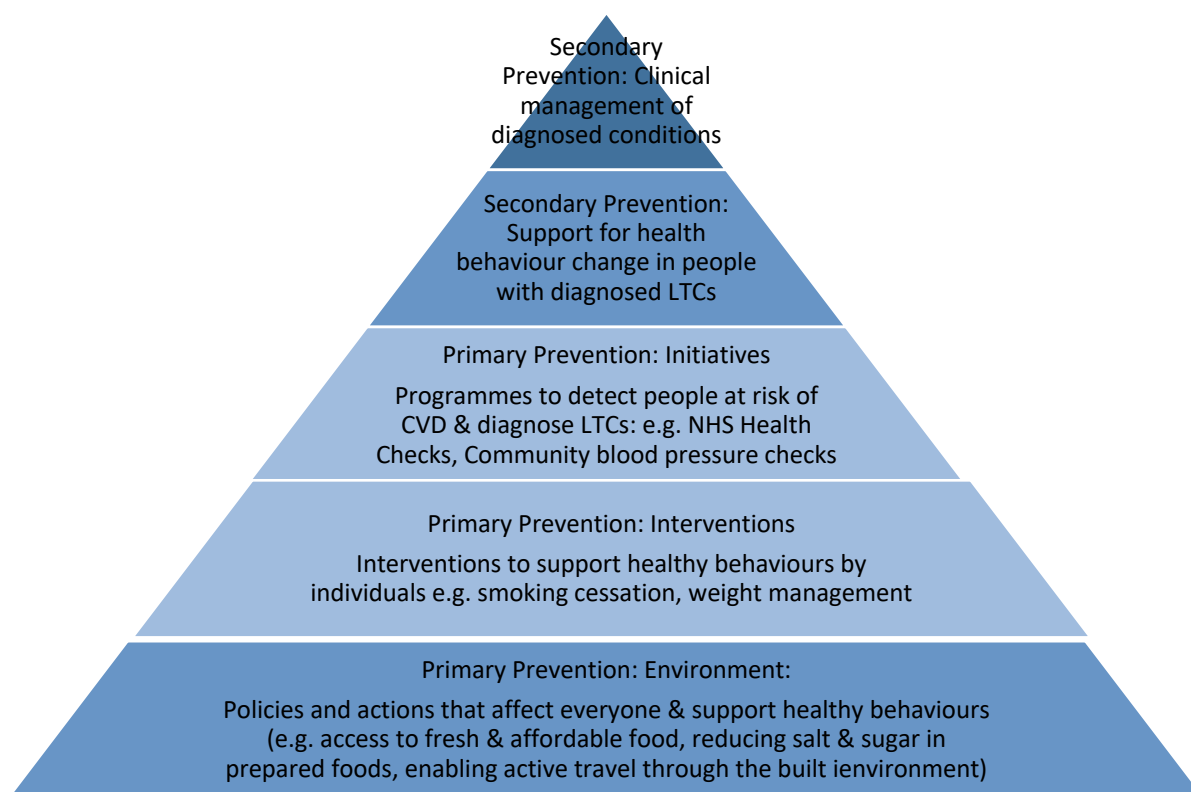 Secondary
Prevention: Clinical
management of
diagnosed conditions
Secondary Prevention:
Support for health
behaviour change in people
with diagnosed LTCs
Primary Prevention: Initiatives
Programmes to detect people at risk of
CVD & diagnose LTCs: e.g. NHS Health
Checks, Community blood pressure checks
Primary Prevention: Interventions
Interventions to support healthy behaviours by
individuals e.g. smoking cessation, weight management
Primary Prevention: Environment:
Policies and actions that affect everyone & support healthy behaviours
(e.g. access to fresh & affordable food, reducing salt & sugar in
prepared foods, enabling active travel through the built ienvironment)